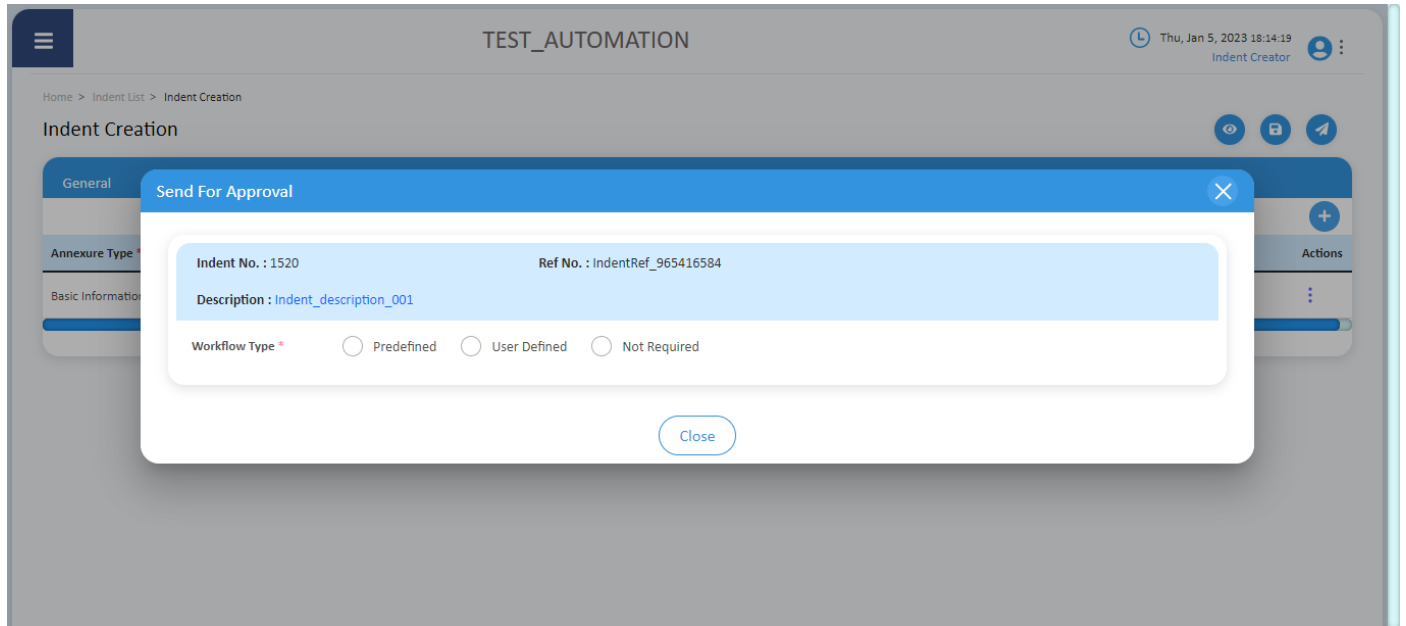 TEST_AUTOMATION
Thu, Jan 5, 2023 18:14:19
Indent Creator
Home > Indent List > Indent Creation
Indent Creation
General
Send For Approval
Annexure Type *
Actions
Indent No. : 1520 Ref No. : IndentRef_965416584
Basic Information
Description : Indent_description_001
Workflow Type * Predefined User Defined Not Required
Close